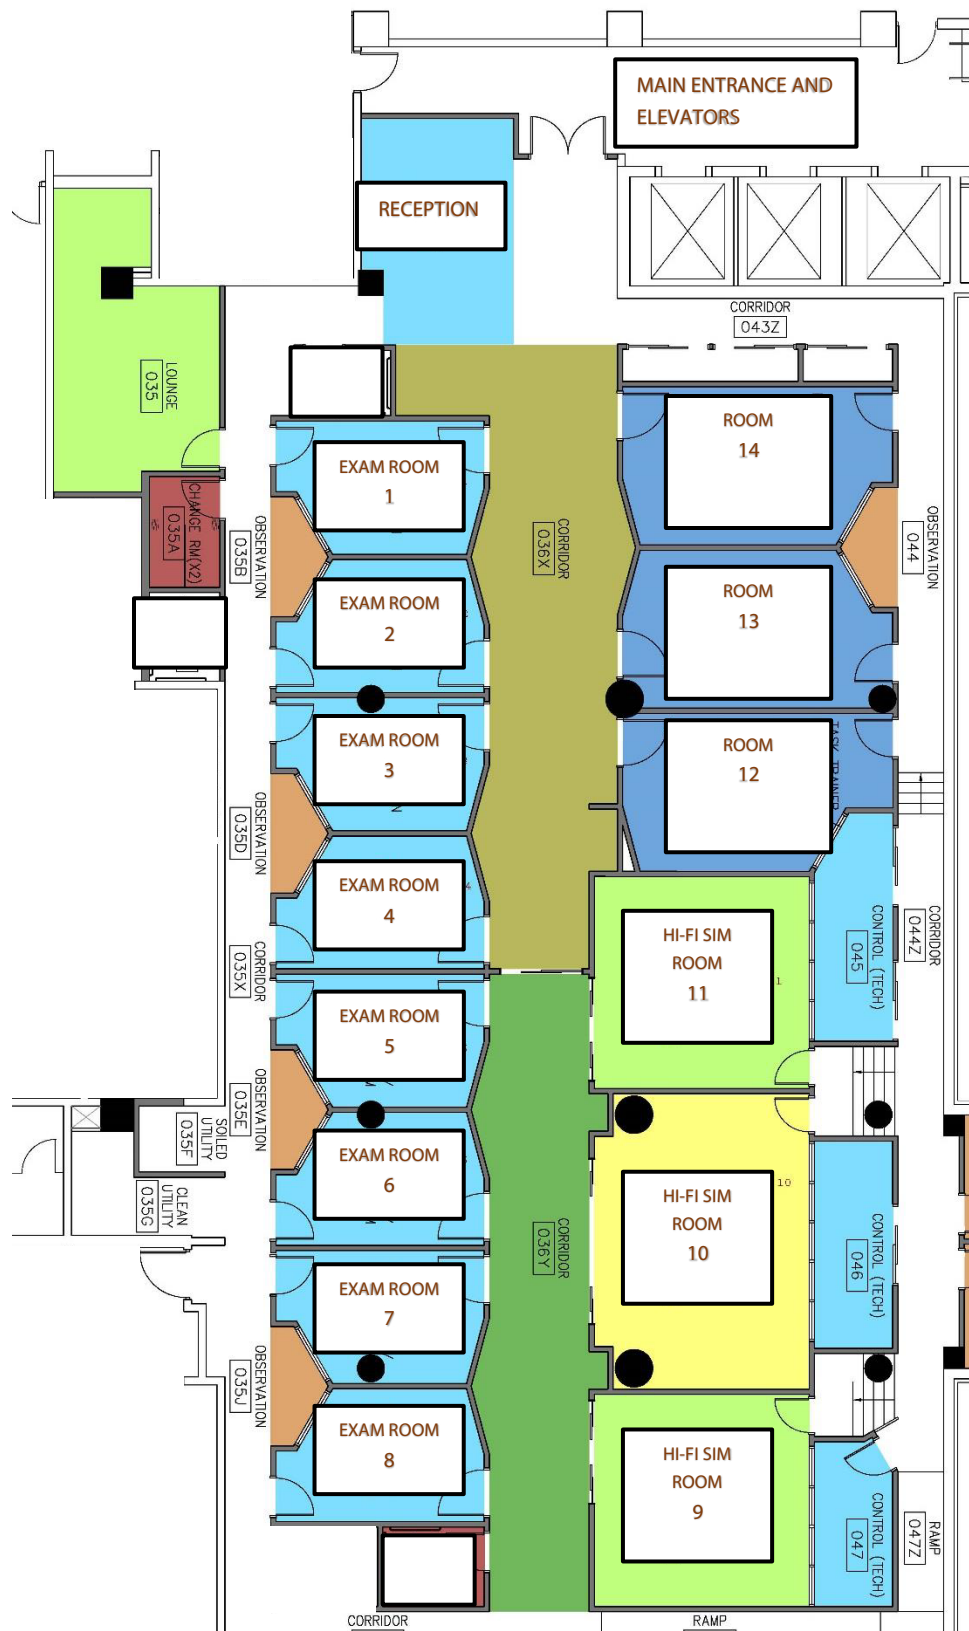 MAIN ENTRANCE AND
ELEVATORS
RECEPTION
CORRIDOR
043Z
LOUNGE
035
CHANGE RM(X2)
035A
OBSERVATION
035B
EXAM ROOM
1
EXAM ROOM
2
CORRIDOR
036X
ROOM
14
ROOM
13
OBSERVATION
044
EXAM ROOM
3
EXAM ROOM
4
4
OBSERVATION
035D
CORRIDOR
035X
ROOM
12
TASK TRAINER
HI-FI SIM
ROOM
11
1
CONTROL (TECH)
045
CORRIDOR
044Z
EXAM ROOM
5
EXAM ROOM
6
OBSERVATION
035E
SOILED
UTILITY
035F
CLEAN
UTILITY
035G
CORRIDOR
036Y
HI-FI SIM
ROOM
10
10
CONTROL (TECH)
046
EXAM ROOM
7
EXAM ROOM
8
OBSERVATION
035J
HI-FI SIM
ROOM
9
CONTROL (TECH)
047
RAMP
047Z
CORRIDOR
RAMP